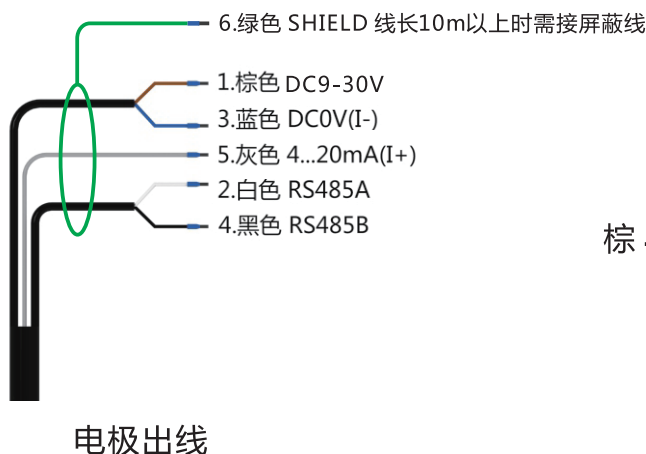 6.绿色 SHIELD 线长10m以上时需接屏蔽线
1.棕色 DC9-30V
3.蓝色 DC0V(I-)
5.灰色 4...20mA(I+)
2.白色 RS485A
4.黑色 RS485B
棕
电极出线